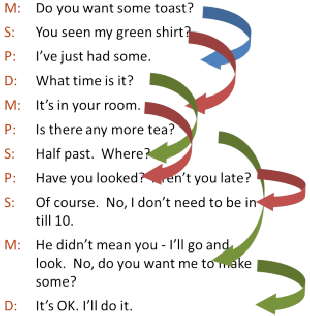 M: Do you want some toast?
S: You seen my green shirt?
P: I've just had some.
D: What time is it?
M: It's in your room.
P: Is there any more tea?
S: Half past. Where?
P: Have you looked? Aren't you late?
S: Of course. No, I don't need to be in
till 10.
M: He didn't mean you - I'll go and
look. No, do you want me to make
some?
D: It's OK. I'll do it.